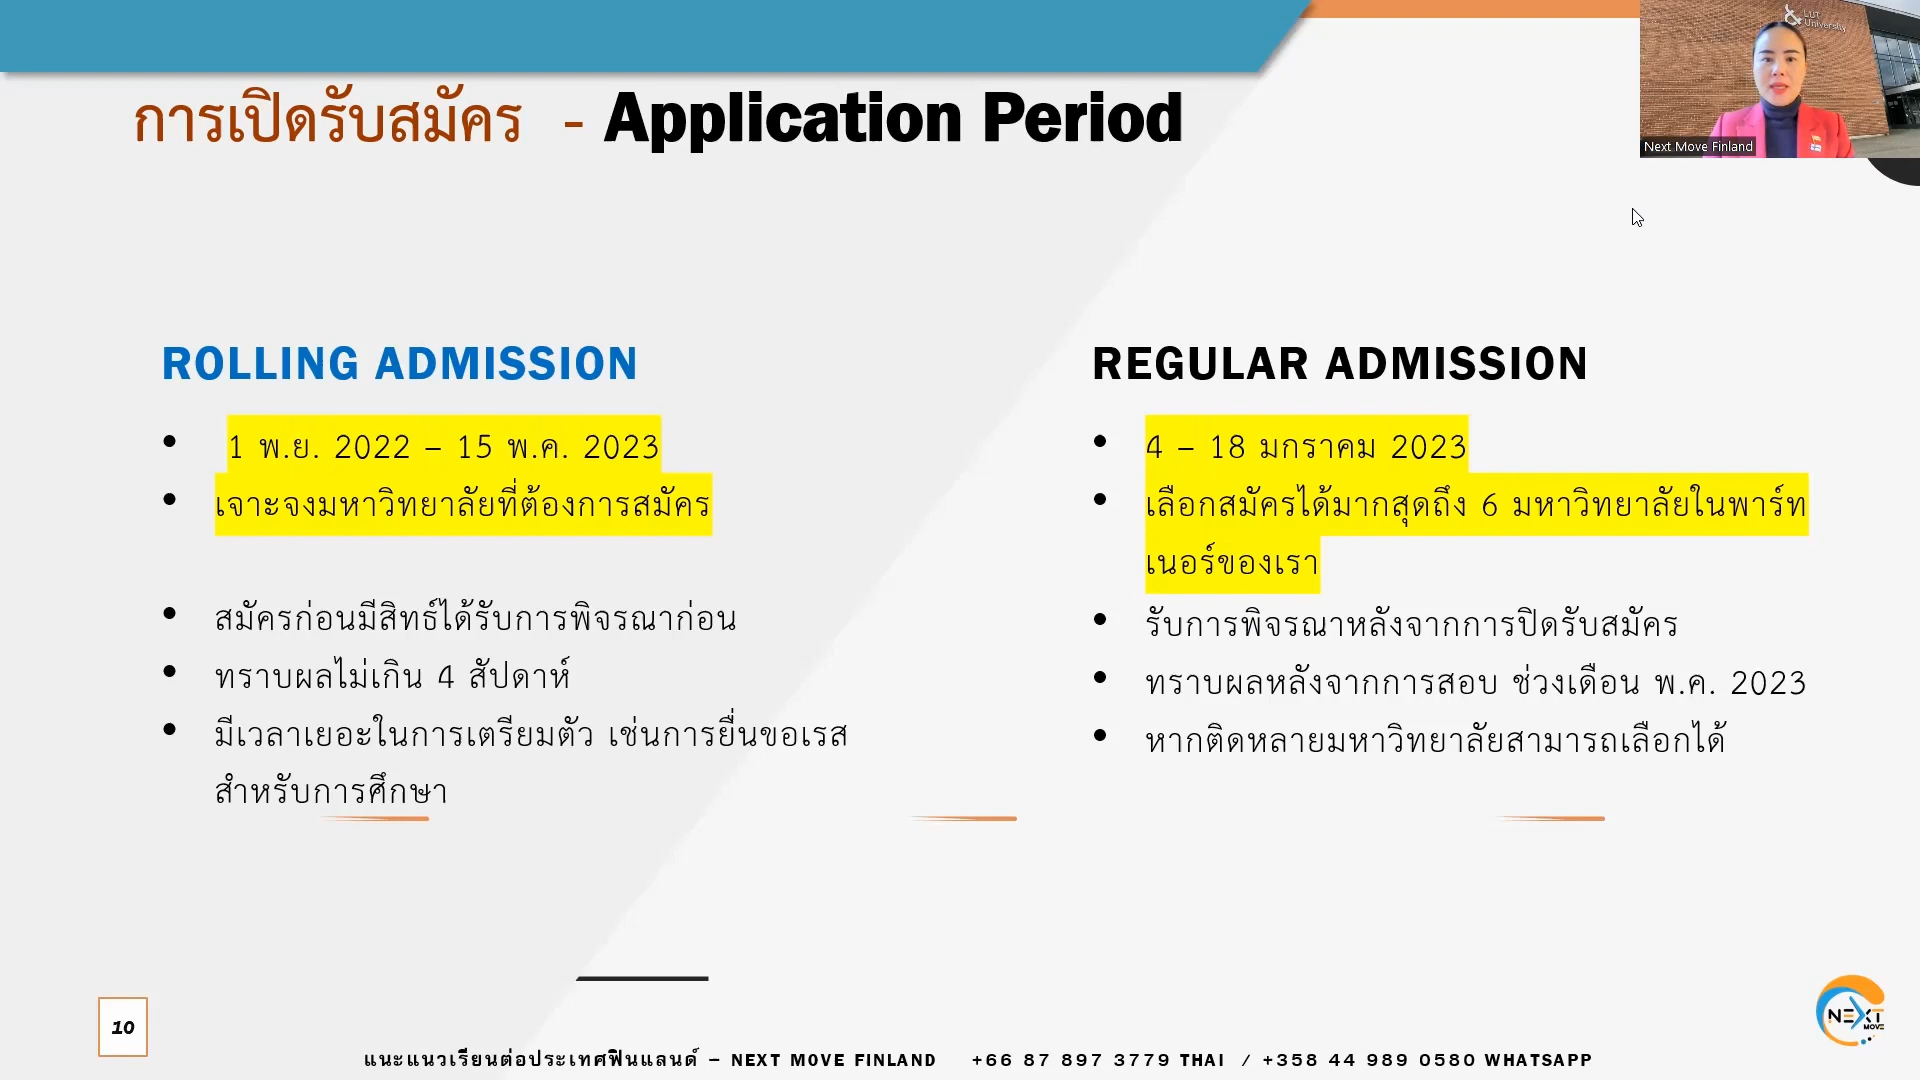 การเปิดรับสมัคร - Application Period
& LUT University
Next Move Finland
ROLLING ADMISSION
• 1 พ.ย. 2022 – 15 พ.ค. 2023
• เจาะจงมหาวิทยาลัยที่ต้องการสมัคร
• สมัครก่อนมีสิทธ์ได้รับการพิจรณาก่อน
• ทราบผลไม่เกิน 4 สัปดาห์
• มีเวลาเยอะในการเตรียมตัว เช่นการยื่นขอเรส
สำหรับการศึกษา
REGULAR ADMISSION
• 4 – 18 มกราคม 2023
• เลือกสมัครได้มากสุดถึง 6 มหาวิทยาลัยในพาร์ท
เนอร์ของเรา
• รับการพิจรณาหลังจากการปิดรับสมัคร
• ทราบผลหลังจากการสอบ ช่วงเดือน พ.ค. 2023
• หากติดหลายมหาวิทยาลัยสามารถเลือกได้
10
แนะแนวเรียนต่อประเทศฟินแลนด์ – NEXT MOVE FINLAND +66 87 897 3779 THAI / +358 44 989 0580 WHATSAPP
NEXT
MOVE